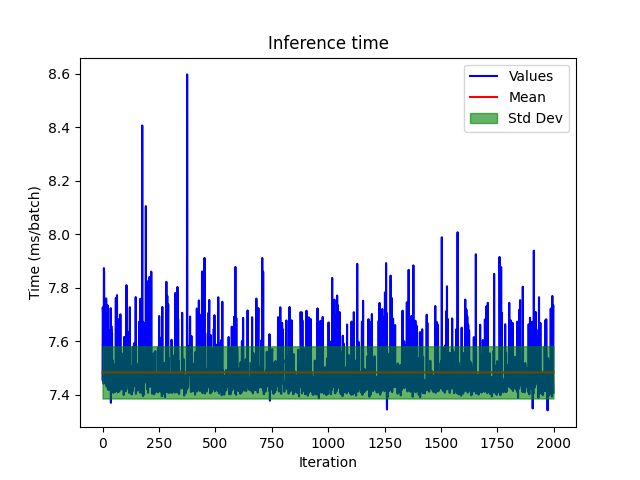 Inference time
Values
Mean
Std Dev
Time (ms/batch)
8.6
8.4
8.2
8.0
7.8
7.6
7.4
0 250 500 750 1000 1250 1500 1750 2000
Iteration